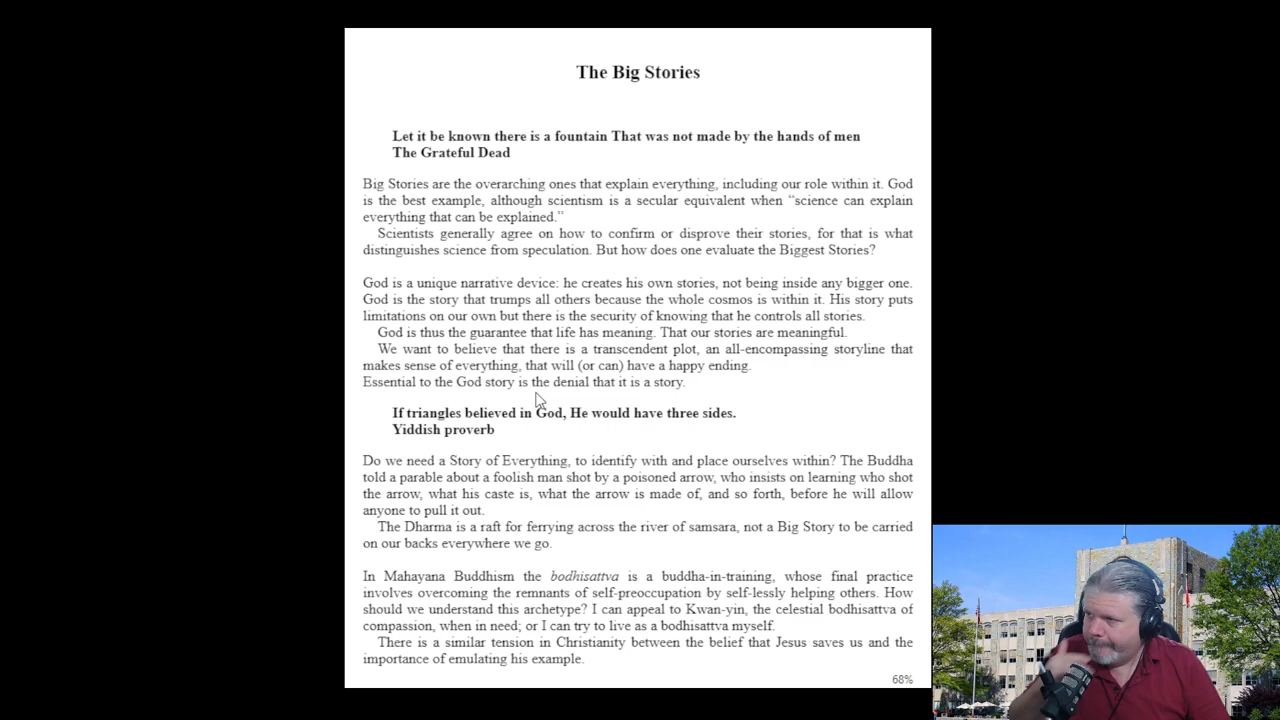 The Big Stories
Let it be known there is a fountain That was not made by the hands of men
The Grateful Dead
Big Stories are the overarching ones that explain everything, including our role within it. God
is the best example, although scientism is a secular equivalent when “science can explain
everything that can be explained.”
Scientists generally agree on how to confirm or disprove their stories, for that is what
distinguishes science from speculation. But how does one evaluate the Biggest Stories?
God is a unique narrative device: he creates his own stories, not being inside any bigger one.
God is the story that trumps all others because the whole cosmos is within it. His story puts
limitations on our own but there is the security of knowing that he controls all stories.
God is thus the guarantee that life has meaning. That our stories are meaningful.
We want to believe that there is a transcendent plot, an all-encompassing storyline that
makes sense of everything, that will (or can) have a happy ending.
Essential to the God story is the denial that it is a story.
If triangles believed in God, He would have three sides.
Yiddish proverb
Do we need a Story of Everything, to identify with and place ourselves within? The Buddha
told a parable about a foolish man shot by a poisoned arrow, who insists on learning who shot
the arrow, what his caste is, what the arrow is made of, and so forth, before he will allow
anyone to pull it out.
The Dharma is a raft for ferrying across the river of samsara, not a Big Story to be carried
on our backs everywhere we go.
In Mahayana Buddhism the bodhisattva is a buddha-in-training, whose final practice
involves overcoming the remnants of self-preoccupation by self-lessly helping others. How
should we understand this archetype? I can appeal to Kwan-yin, the celestial bodhisattva of
compassion, when in need; or I can try to live as a bodhisattva myself.
There is a similar tension in Christianity between the belief that Jesus saves us and the
importance of emulating his example.
68%